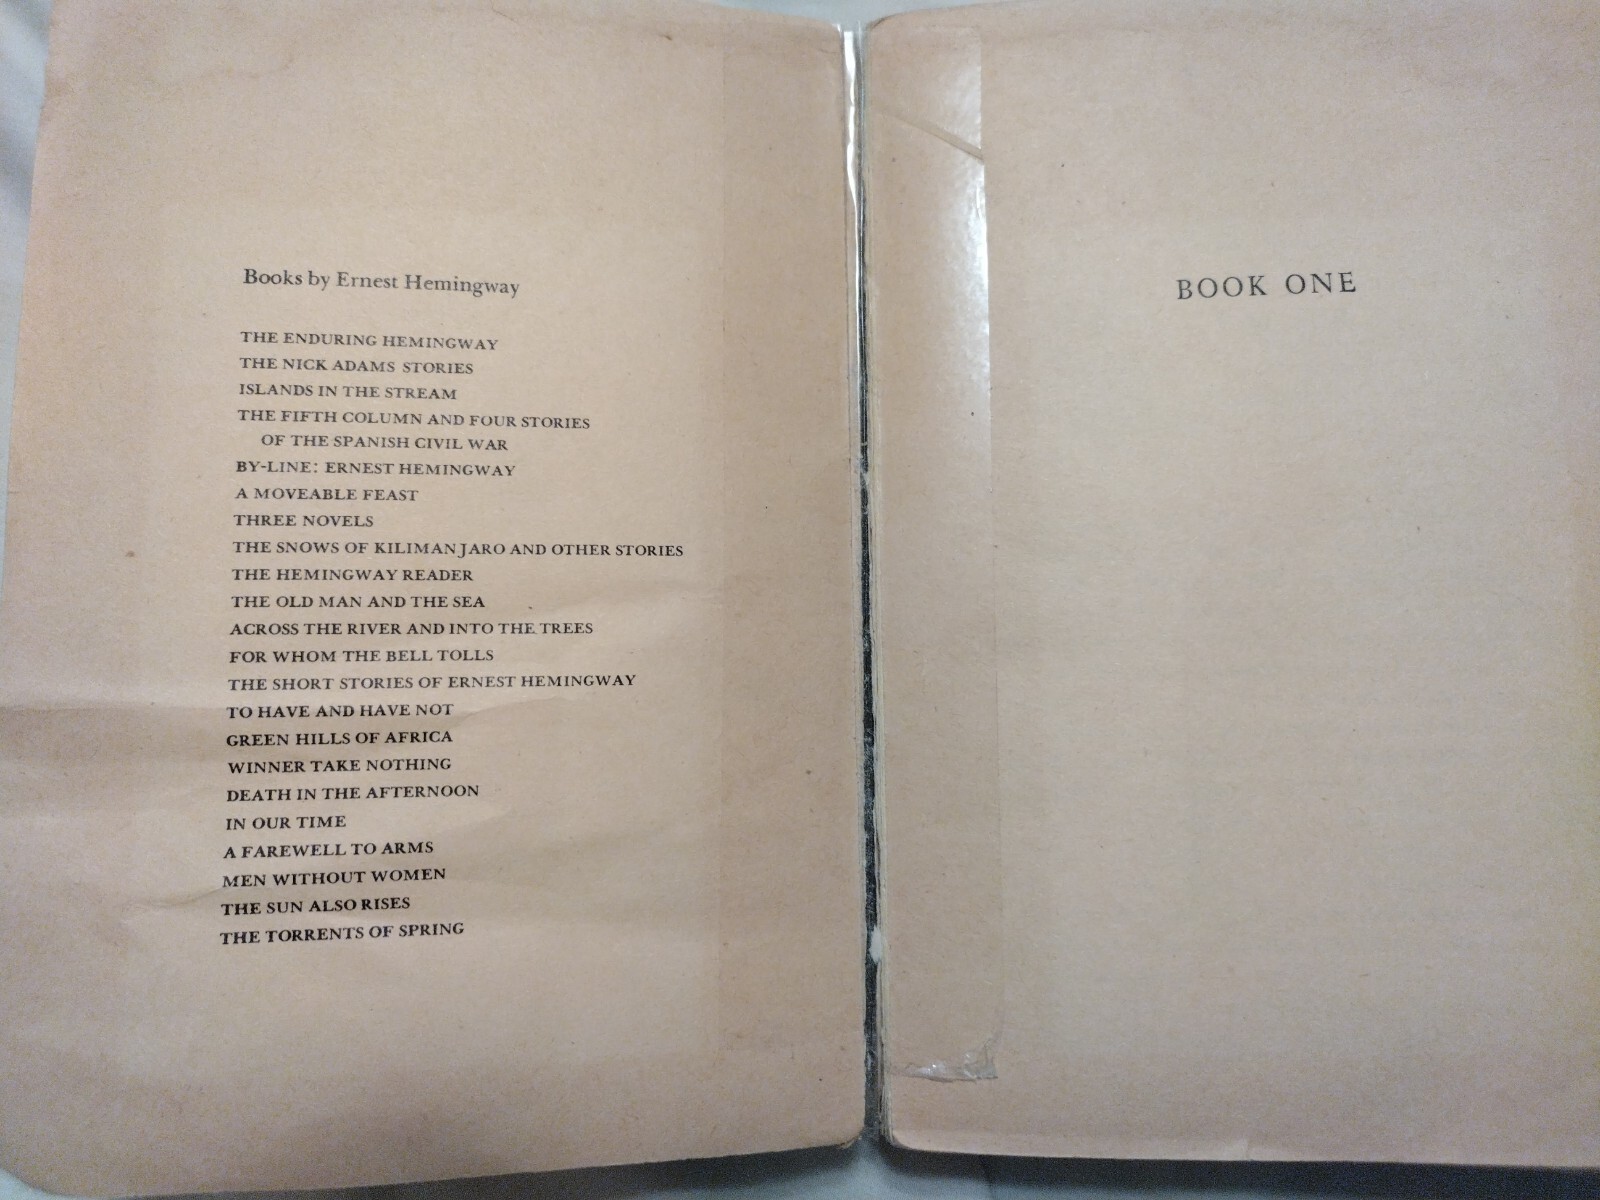 Books by Ernest Hemingway
THE ENDURING HEMINGWAY
THE NICK ADAMS STORIES
ISLANDS IN THE STREAM
THE FIFTH COLUMN AND FOUR STORIES
OF THE SPANISH CIVIL WAR
BY-LINE: ERNEST HEMINGWAY
A MOVEABLE FEAST
THREE NOVELS
THE SNOWS OF KILIMANJARO AND OTHER STORIES
THE HEMINGWAY READER
THE OLD MAN AND THE SEA
ACROSS THE RIVER AND INTO THE TREES
FOR WHOM THE BELL TOLLS
THE SHORT STORIES OF ERNEST HEMINGWAY
TO HAVE AND HAVE NOT
GREEN HILLS OF AFRICA
WINNER TAKE NOTHING
DEATH IN THE AFTERNOON
IN OUR TIME
A FAREWELL TO ARMS
MEN WITHOUT WOMEN
THE SUN ALSO RISES
THE TORRENTS OF SPRING
BOOK ONE